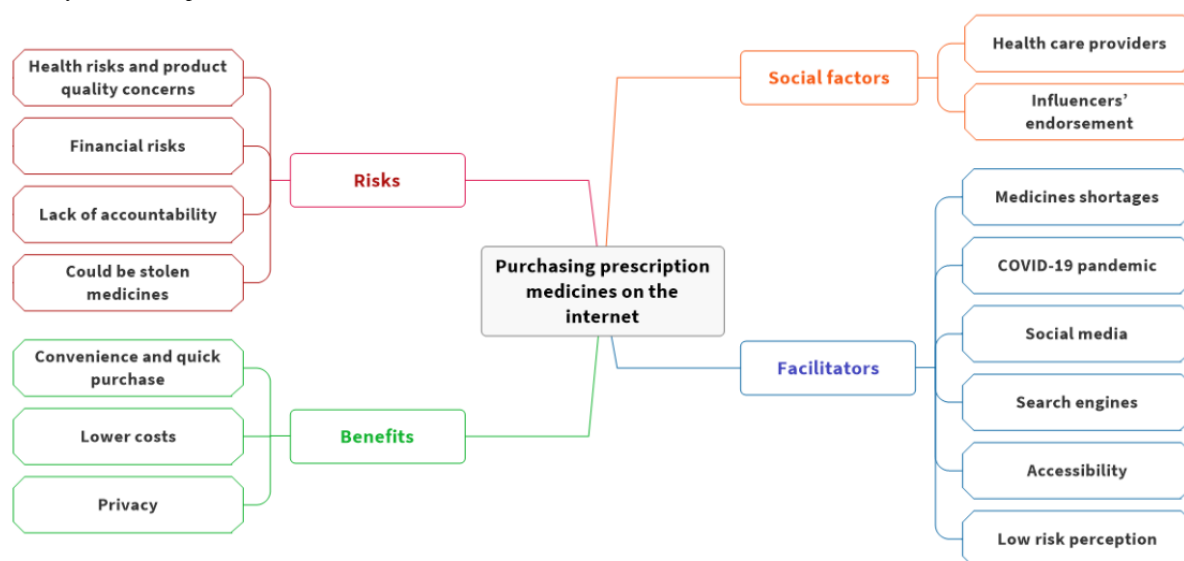 Purchasing prescription
medicines on the
internet
Risks
Health risks and product
quality concerns
Financial risks
Lack of accountability
Could be stolen
medicines
Benefits
Convenience and quick
purchase
Lower costs
Privacy
Social factors
Health care providers
Influencers’
endorsement
Facilitators
Medicines shortages
COVID-19 pandemic
Social media
Search engines
Accessibility
Low risk perception